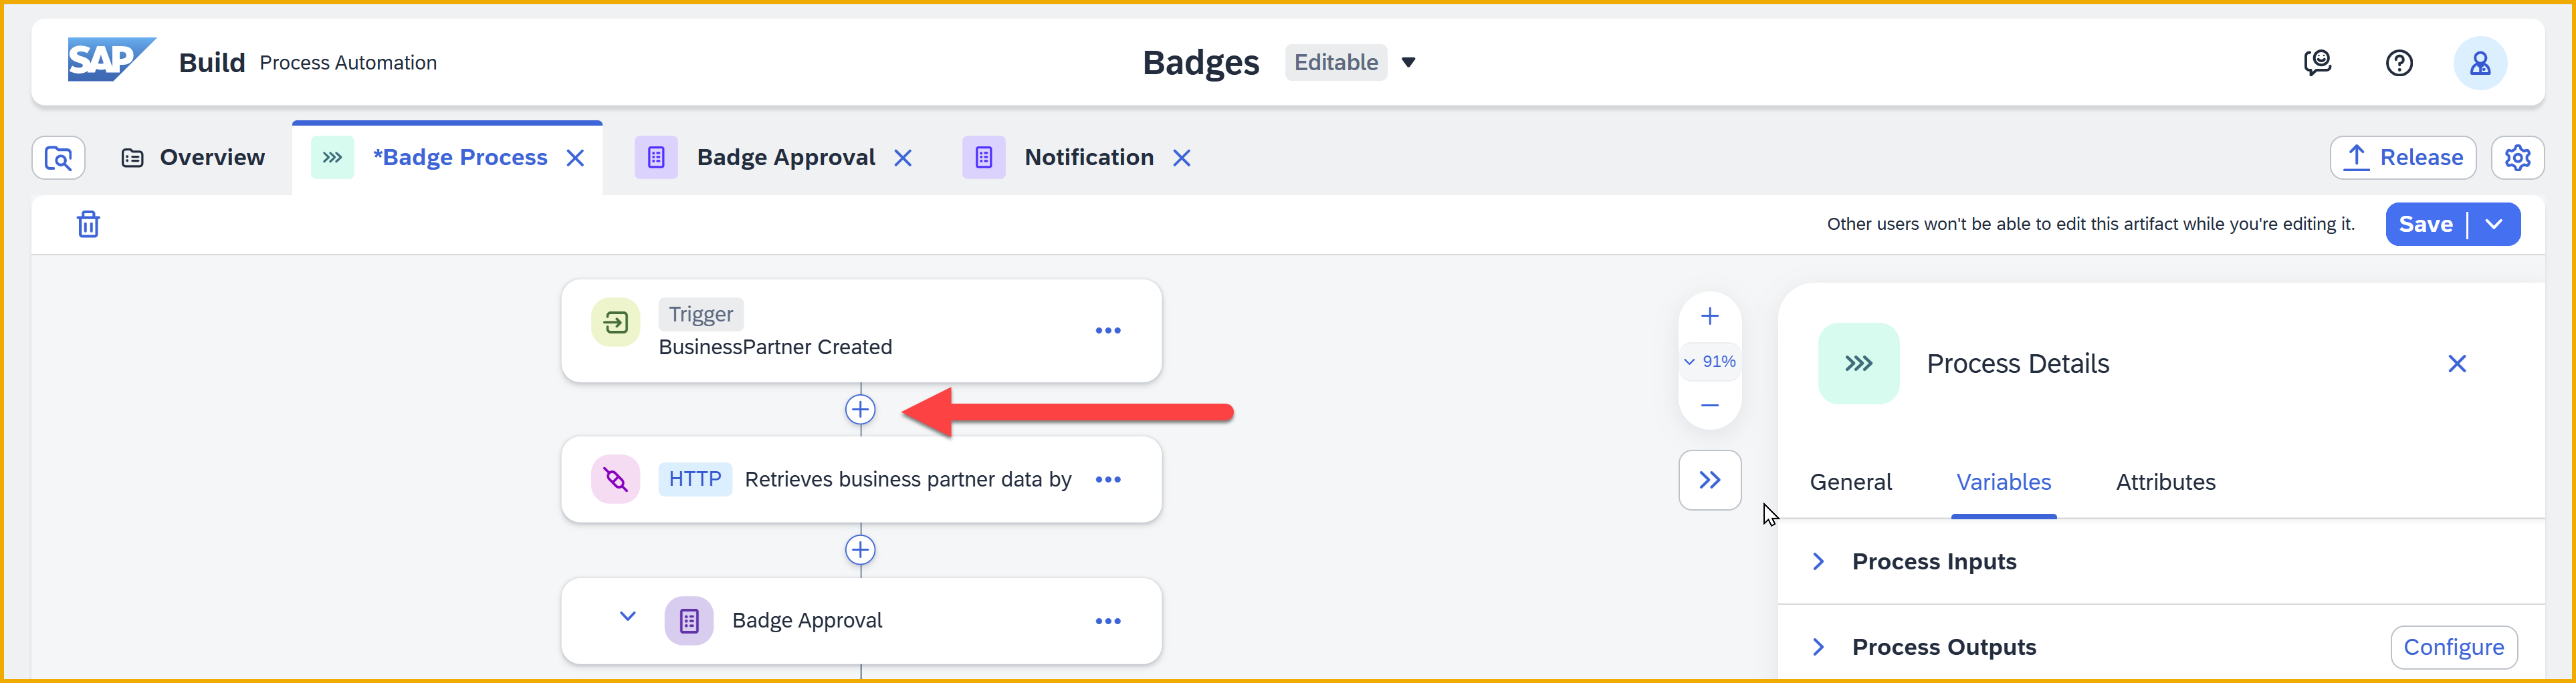 SAP Build Process Automation Badges Editable
Overview *Badge Process Badge Approval Notification Release
Other users won't be able to edit this artifact while you're editing it. Save
Trigger
BusinessPartner Created
91%
Process Details
HTTP Retrieves business partner data by
General Variables Attributes
Process Inputs
Badge Approval
Process Outputs Configure